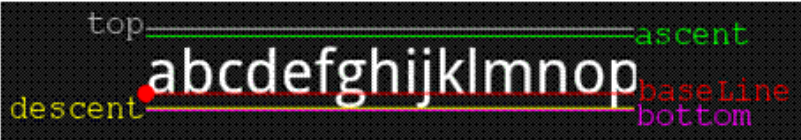 top
ascent
abcdefghijklmnop
baseLine
descent
bottom